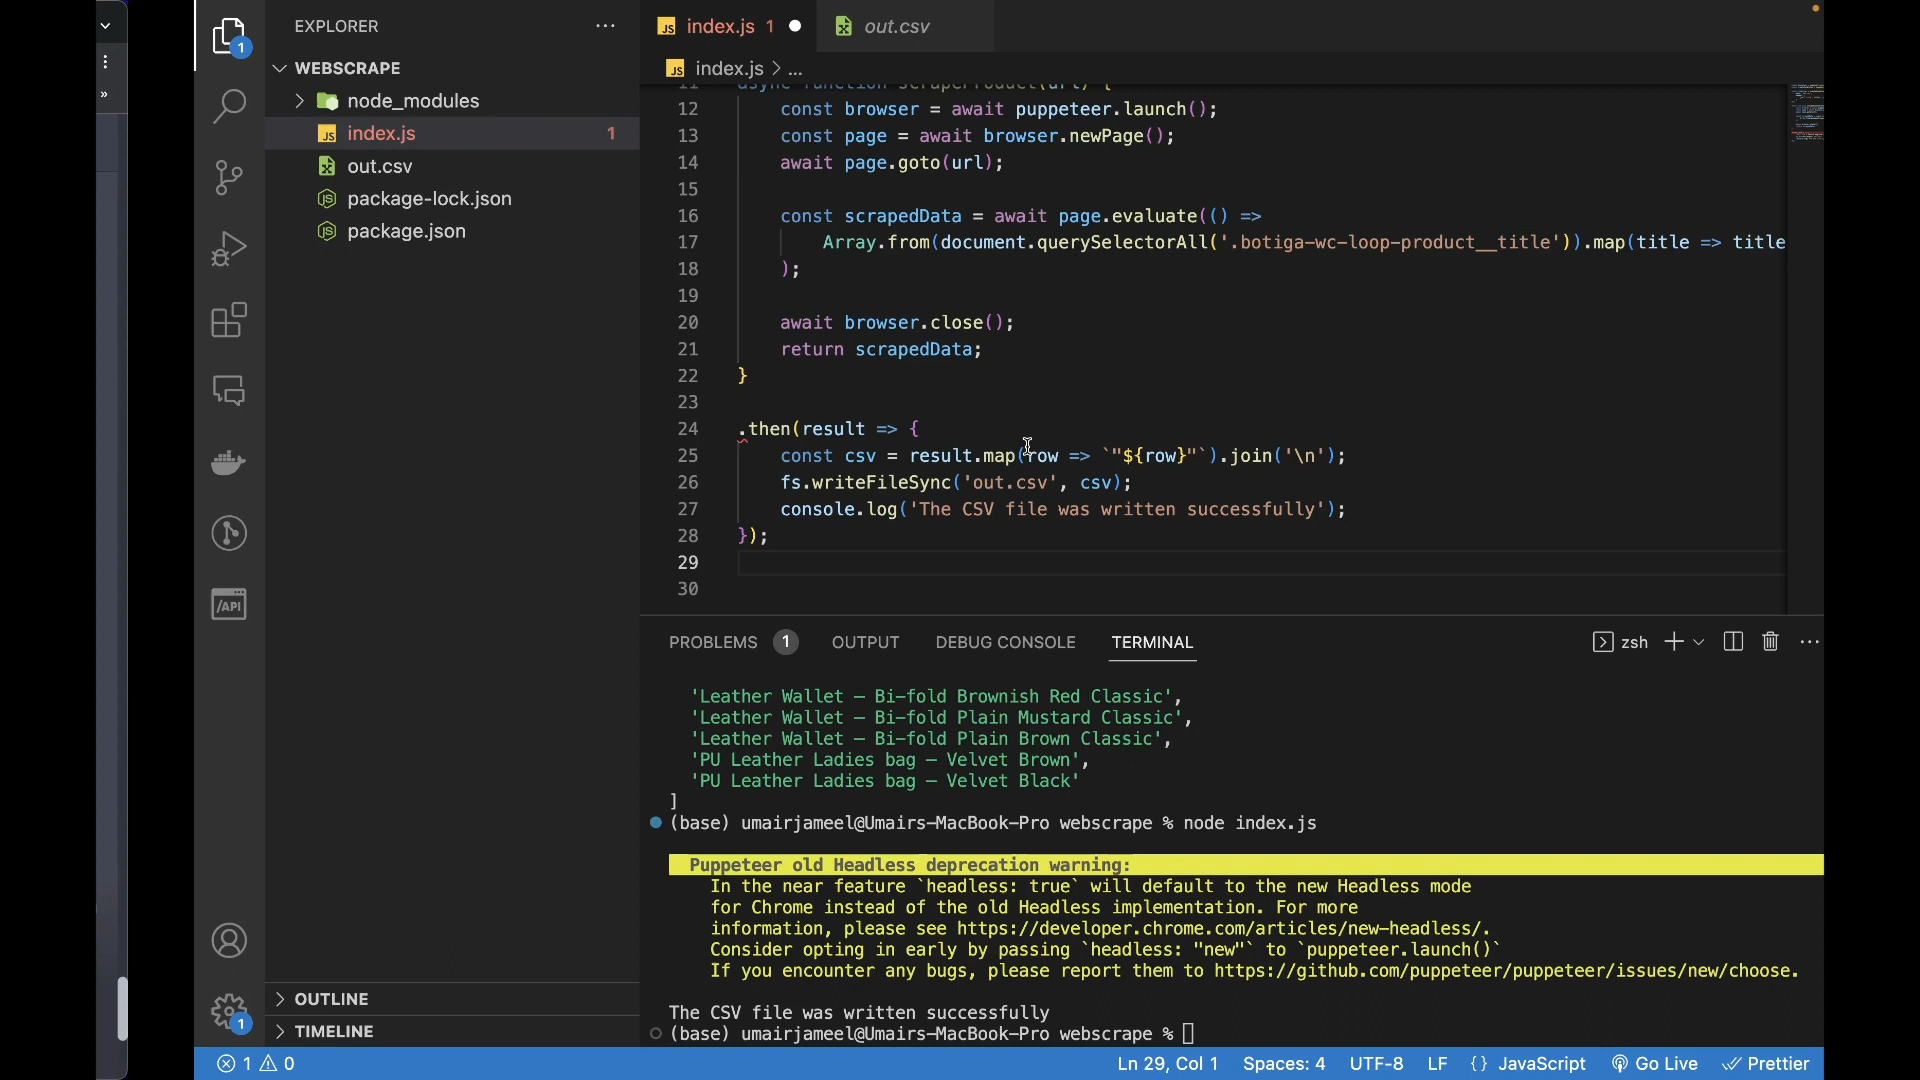 EXPLORER
WEBSCRAPE
node_modules
index.js 1
out.csv
package-lock.json
package.json
OUTLINE
TIMELINE
1
/API
1
index.js 1
out.csv
index.js > ...
11 async function scrapeProduct(url) {
12 const browser = await puppeteer.launch();
13 const page = await browser.newPage();
14 await page.goto(url);
15
16 const scrapedData = await page.evaluate(() =>
17 Array.from(document.querySelectorAll('.botiga-wc-loop-product__title')).map(title => title
18 );
19
20 await browser.close();
21 return scrapedData;
22 }
23
24 .then(result => {
25 const csv = result.map(row => `"${row}"`).join('\n');
26 fs.writeFileSync('out.csv', csv);
27 console.log('The CSV file was written successfully');
28 });
29
30
PROBLEMS 1 OUTPUT DEBUG CONSOLE TERMINAL
zsh
'Leather Wallet – Bi-fold Brownish Red Classic',
'Leather Wallet – Bi-fold Plain Mustard Classic',
'Leather Wallet – Bi-fold Plain Brown Classic',
'PU Leather Ladies bag – Velvet Brown',
'PU Leather Ladies bag – Velvet Black'
]
(base) umairjameel@Umairs-MacBook-Pro webscrape % node index.js
Puppeteer old Headless deprecation warning:
In the near feature `headless: true` will default to the new Headless mode
for Chrome instead of the old Headless implementation. For more
information, please see https://developer.chrome.com/articles/new-headless/.
Consider opting in early by passing `headless: "new"` to `puppeteer.launch()`
If you encounter any bugs, please report them to https://github.com/puppeteer/puppeteer/issues/new/choose.
The CSV file was written successfully
(base) umairjameel@Umairs-MacBook-Pro webscrape %
1 0
Ln 29, Col 1 Spaces: 4 UTF-8 LF {} JavaScript Go Live Prettier